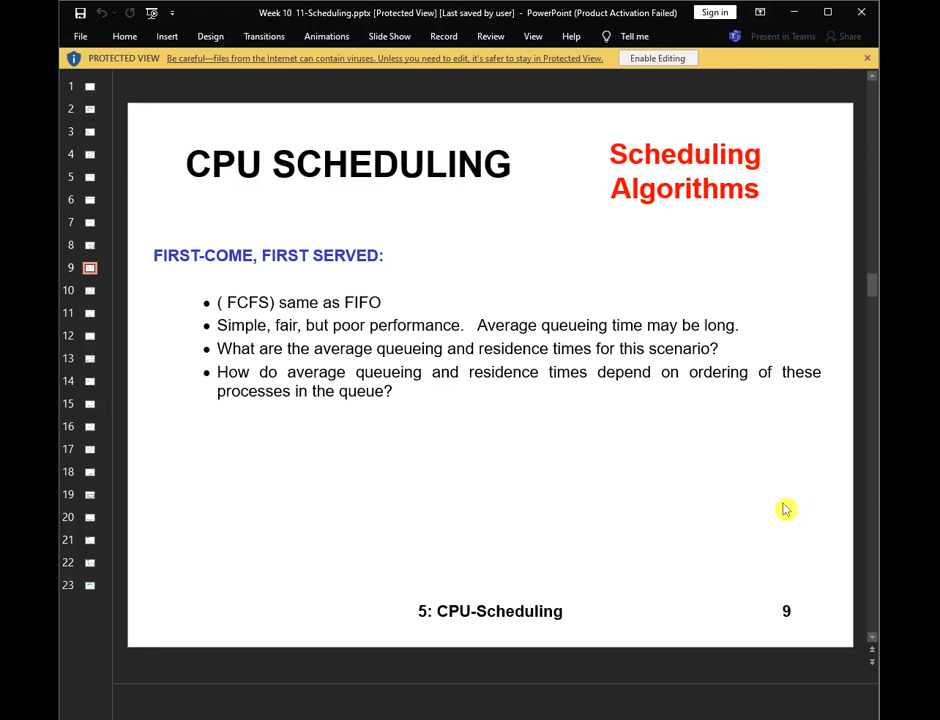 Week 10  11-Scheduling.pptx [Protected View] [Last saved by user]  -  PowerPoint (Product Activation Failed)
Sign in
File Home Insert Design Transitions Animations Slide Show Record Review View Help Tell me Present in Teams Share
PROTECTED VIEW Be careful—files from the Internet can contain viruses. Unless you need to edit, it's safer to stay in Protected View. Enable Editing
1
2
3
4
5
6
7
8
9
10
11
12
13
14
15
16
17
18
19
20
21
22
23
CPU SCHEDULING
Scheduling
Algorithms
FIRST-COME, FIRST SERVED:
• ( FCFS) same as FIFO
• Simple, fair, but poor performance.   Average queueing time may be long.
• What are the average queueing and residence times for this scenario?
• How do average queueing and residence times depend on ordering of these
processes in the queue?
5: CPU-Scheduling
9